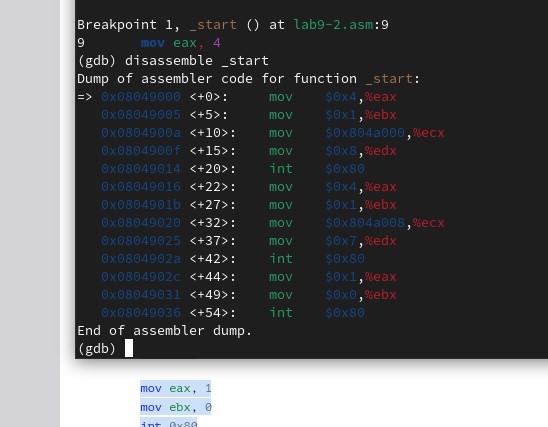 Breakpoint 1, _start () at lab9-2.asm:9
9 mov eax, 4
(gdb) disassemble _start
Dump of assembler code for function _start:
=> 0x08049000 <+0>: mov $0x4,%eax
0x08049005 <+5>: mov $0x1,%ebx
0x0804900a <+10>: mov $0x804a000,%ecx
0x0804900f <+15>: mov $0x8,%edx
0x08049014 <+20>: int $0x80
0x08049016 <+22>: mov $0x4,%eax
0x0804901b <+27>: mov $0x1,%ebx
0x08049020 <+32>: mov $0x804a008,%ecx
0x08049025 <+37>: mov $0x7,%edx
0x0804902a <+42>: int $0x80
0x0804902c <+44>: mov $0x1,%eax
0x08049031 <+49>: mov $0x0,%ebx
0x08049036 <+54>: int $0x80
End of assembler dump.
(gdb)
mov eax, 1
mov ebx, 0
int 0x80